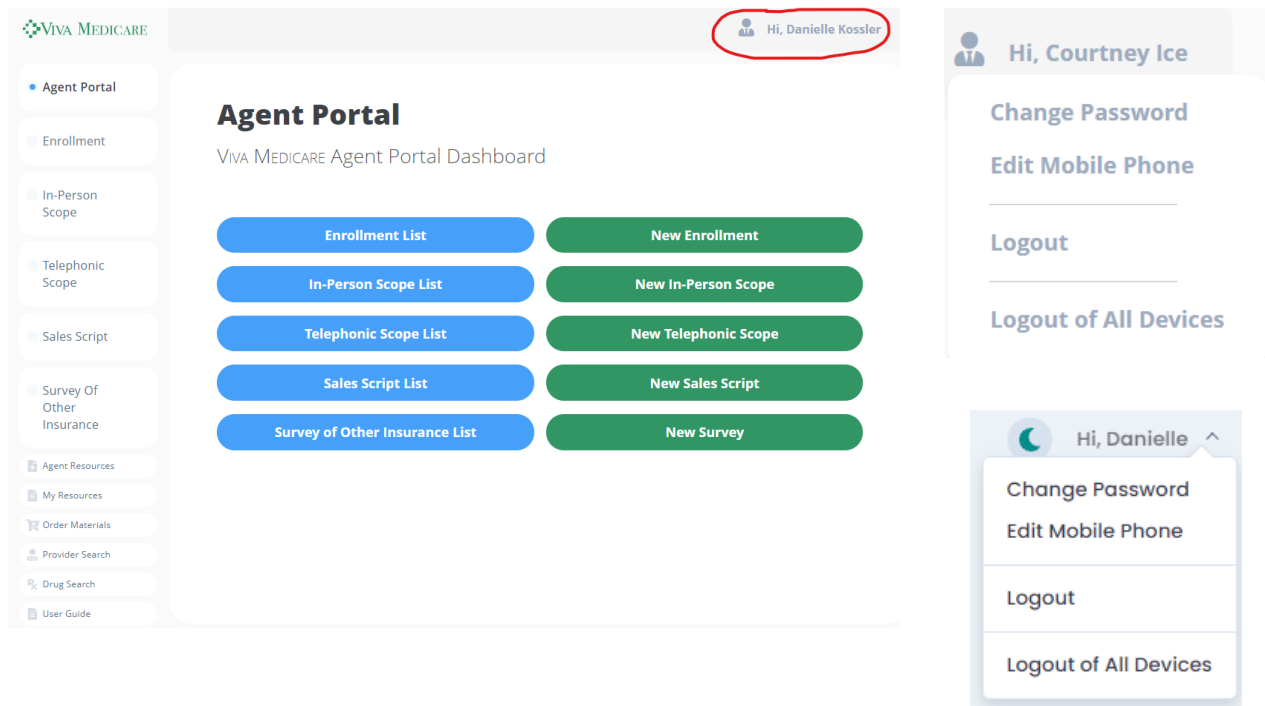 VIVA MEDICARE
Hi, Danielle Kossler
Agent Portal
Enrollment
In-Person
Scope
Telephonic
Scope
Sales Script
Survey Of
Other
Insurance
Agent Resources
My Resources
Order Materials
Provider Search
Drug Search
User Guide
Agent Portal
VIVA MEDICARE Agent Portal Dashboard
Enrollment List
New Enrollment
In-Person Scope List
New In-Person Scope
Telephonic Scope List
New Telephonic Scope
Sales Script List
New Sales Script
Survey of Other Insurance List
New Survey
Hi, Courtney Ice
Change Password
Edit Mobile Phone
Logout
Logout of All Devices
Hi, Danielle
Change Password
Edit Mobile Phone
Logout
Logout of All Devices